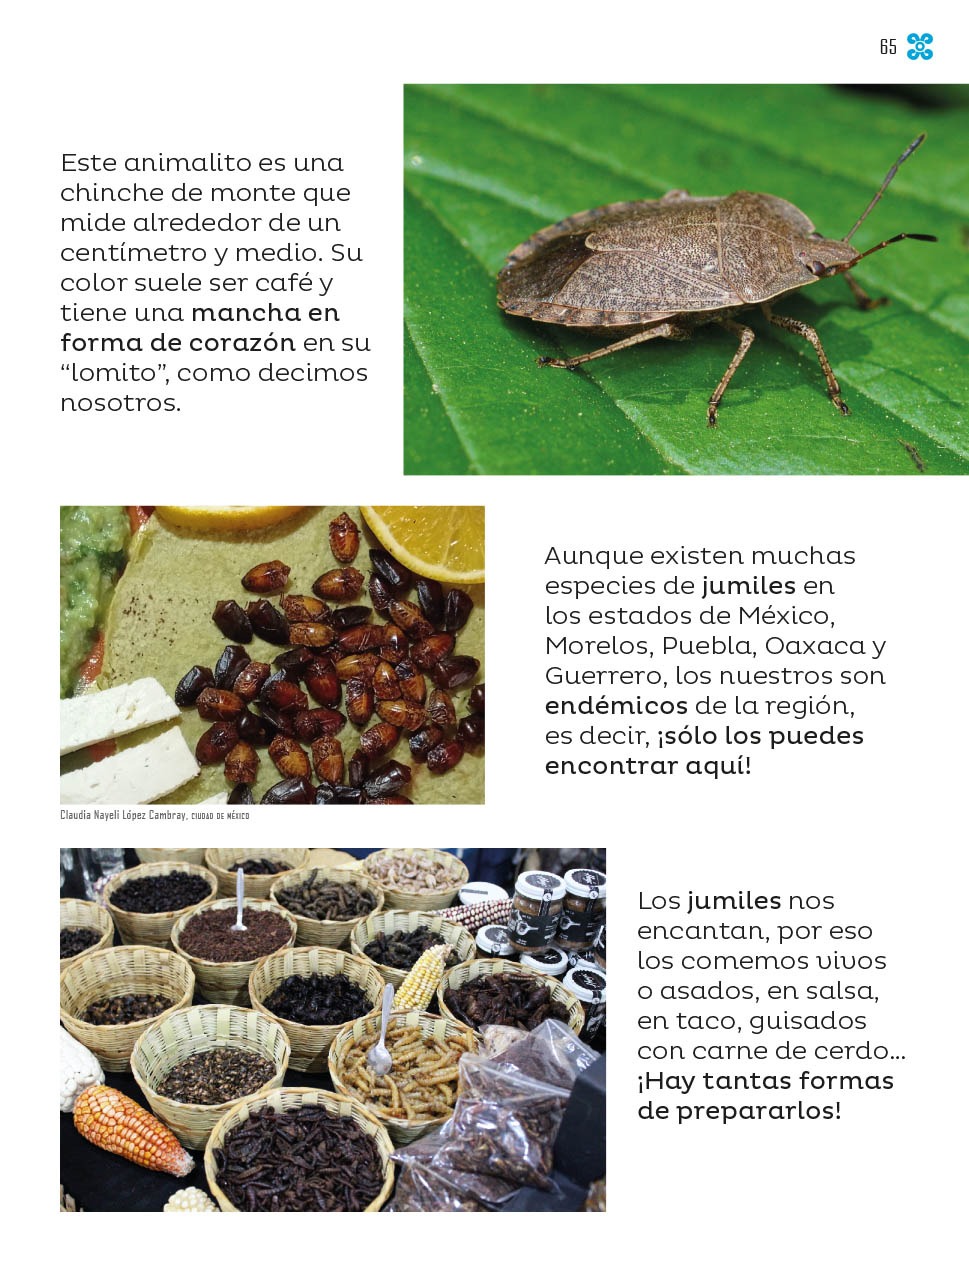 65
Este animalito es una
chinche de monte que
mide alrededor de un
centímetro y medio. Su
color suele ser café y
tiene una mancha en
forma de corazón en su
“lomito”, como decimos
nosotros.
Aunque existen muchas
especies de jumiles en
los estados de México,
Morelos, Puebla, Oaxaca y
Guerrero, los nuestros son
endémicos de la región,
es decir, ¡sólo los puedes
encontrar aquí!
Claudia Nayeli López Cambray, CIUDAD DE MÉXICO
Los jumiles nos
encantan, por eso
los comemos vivos
o asados, en salsa,
en taco, guisados
con carne de cerdo...
¡Hay tantas formas
de prepararlos!